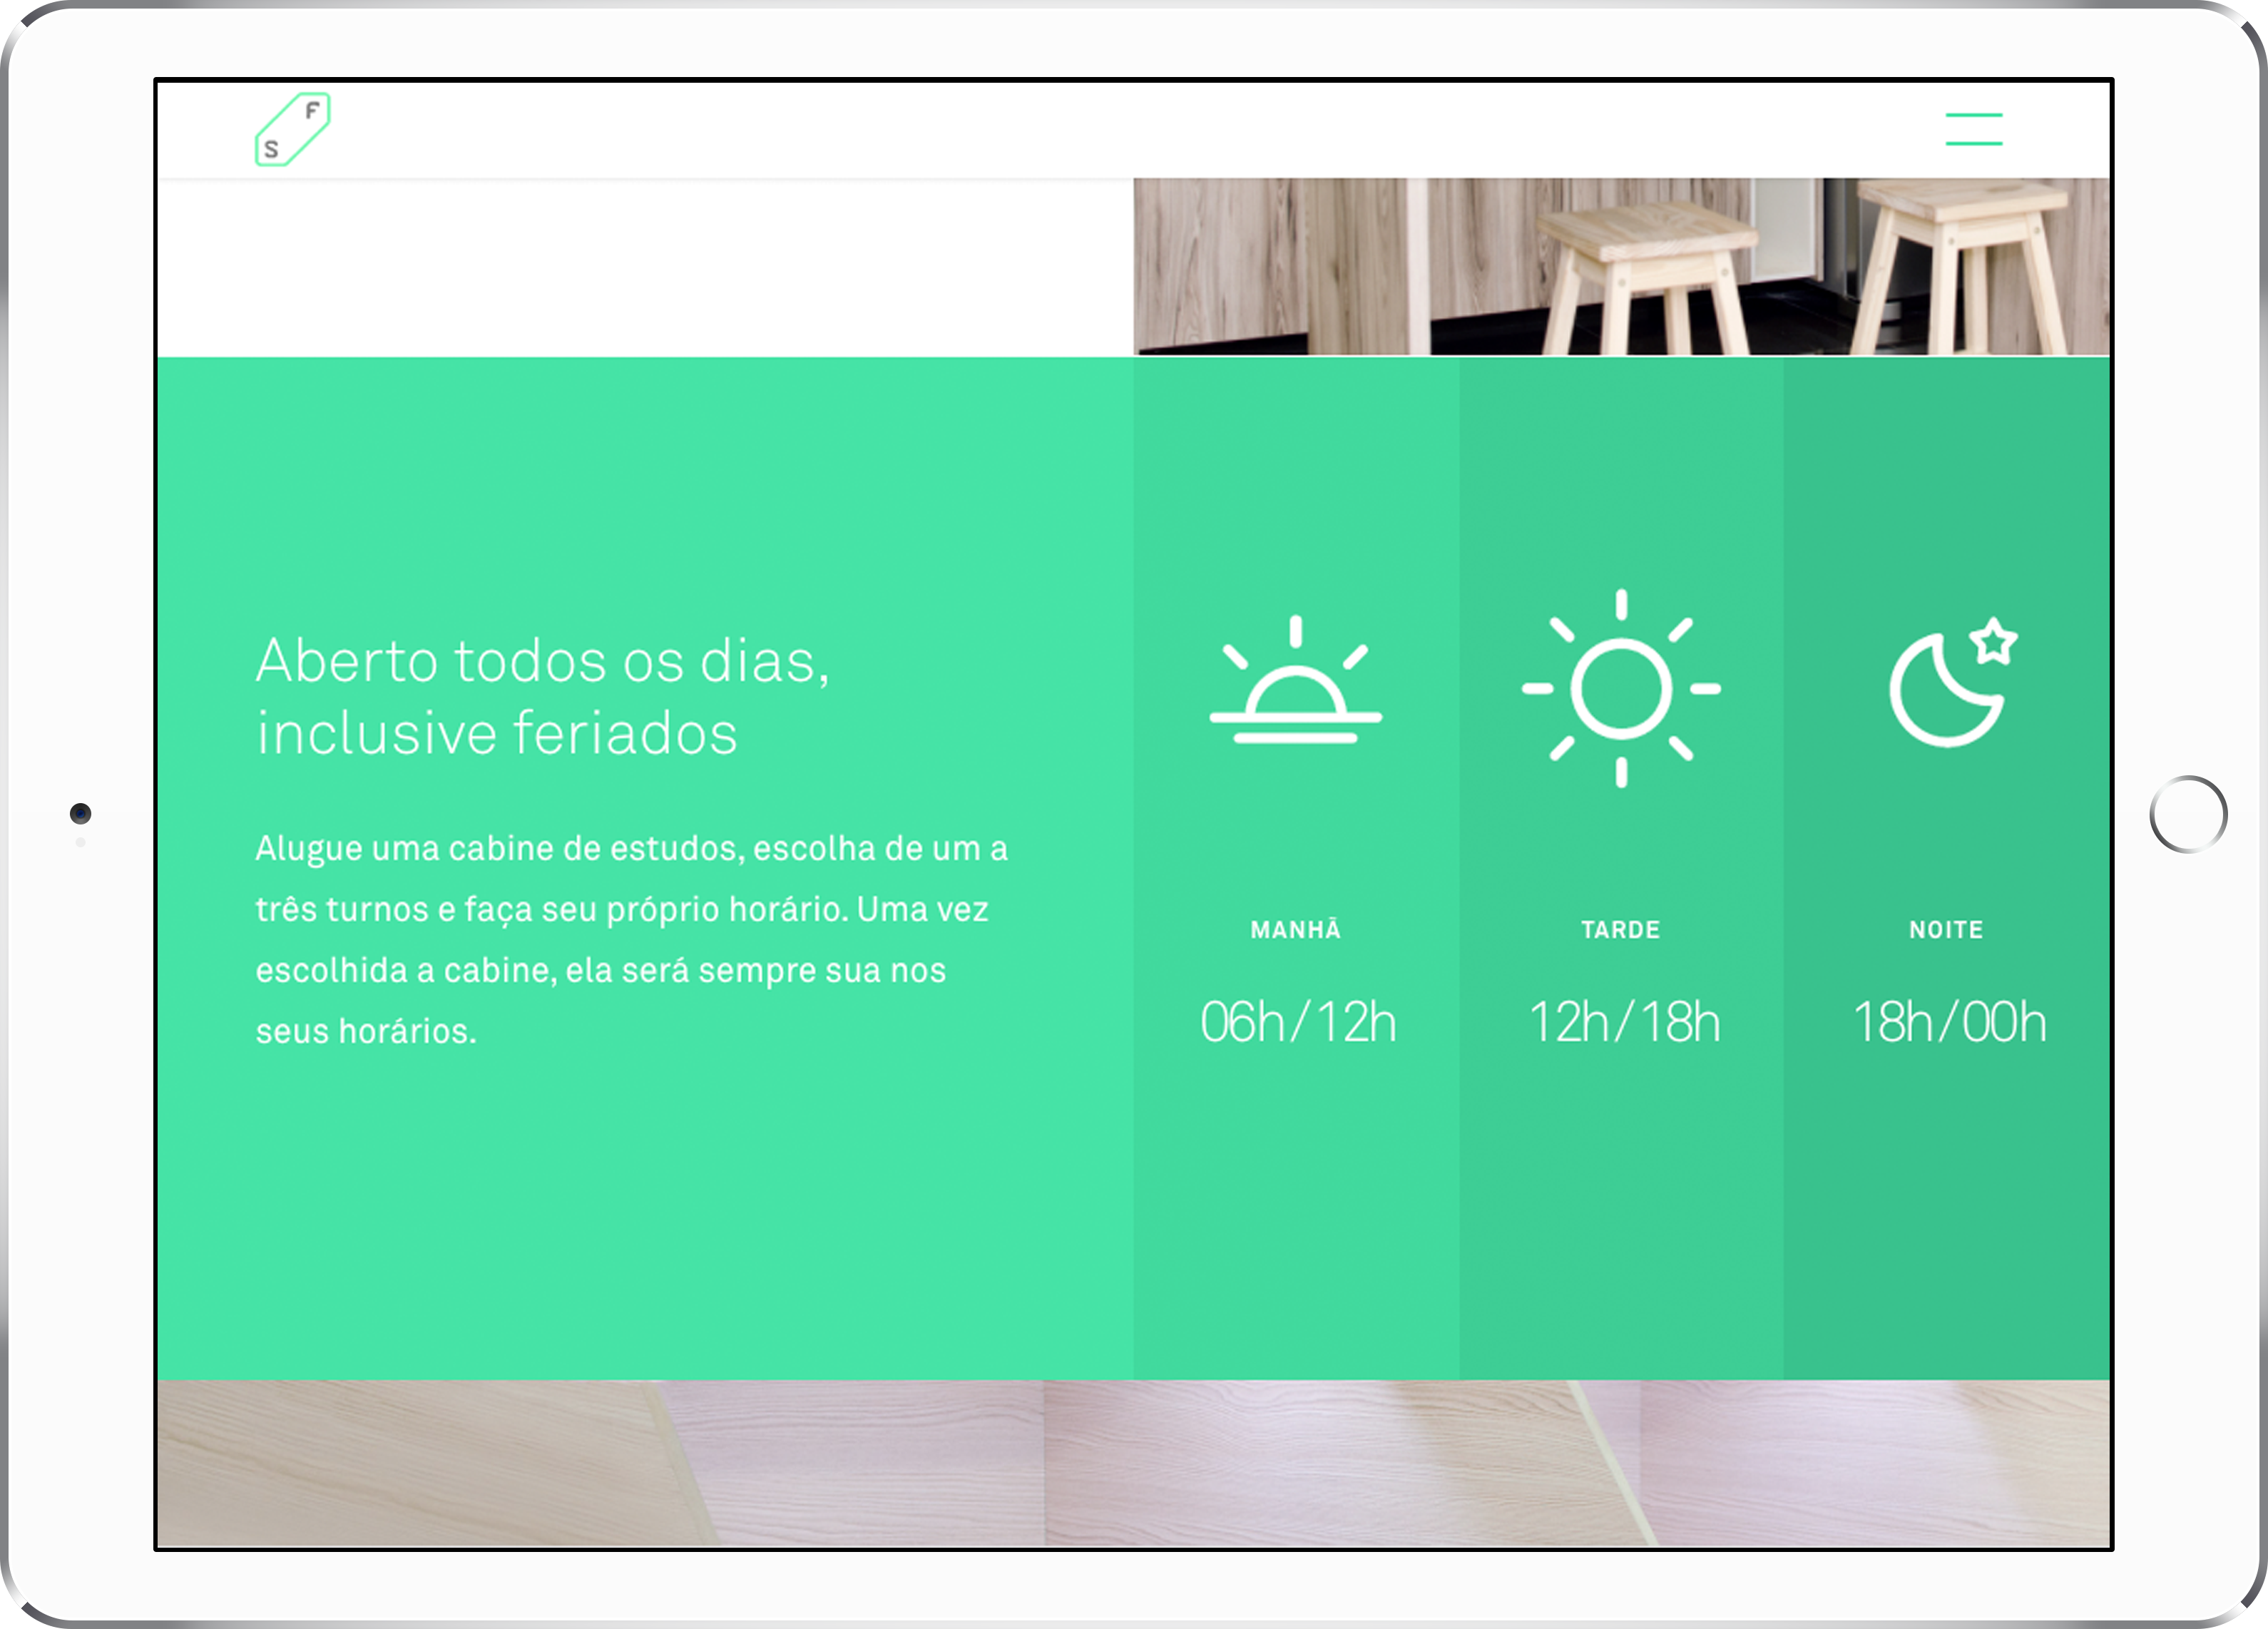 F
S
Aberto todos os dias,
inclusive feriados
Alugue uma cabine de estudos, escolha de um a
três turnos e faça seu próprio horário. Uma vez
escolhida a cabine, ela será sempre sua nos
seus horários.
MANHÃ
06h/12h
TARDE
12h/18h
NOITE
18h/00h